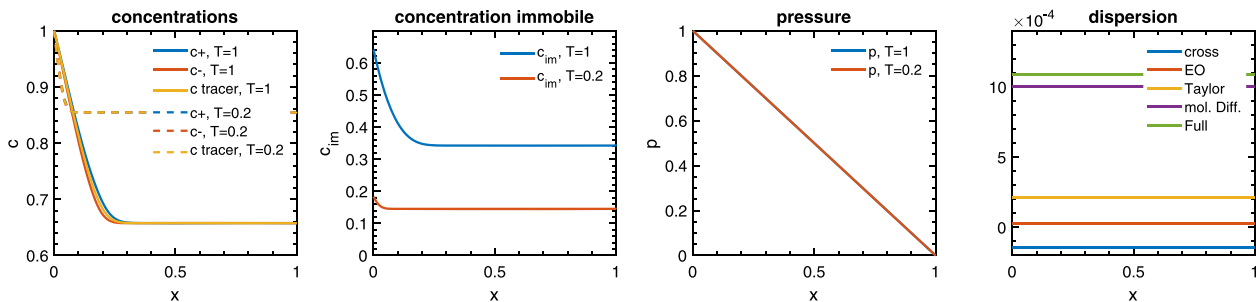 concentrations
c+, T=1
c-, T=1
c tracer, T=1
c+, T=0.2
c-, T=0.2
c tracer, T=0.2
1
0.9
0.8
0.7
0.6
c
0
0.5
1
x
concentration immobile
c_im, T=1
c_im, T=0.2
0.6
0.5
0.4
0.3
0.2
0.1
0
c_im
0
0.5
1
x
pressure
p, T=1
p, T=0.2
1
0.8
0.6
0.4
0.2
0
p
0
0.5
1
x
dispersion
×10⁻⁴
cross
EO
Taylor
mol. Diff.
Full
10
5
0
0
0.5
1
x